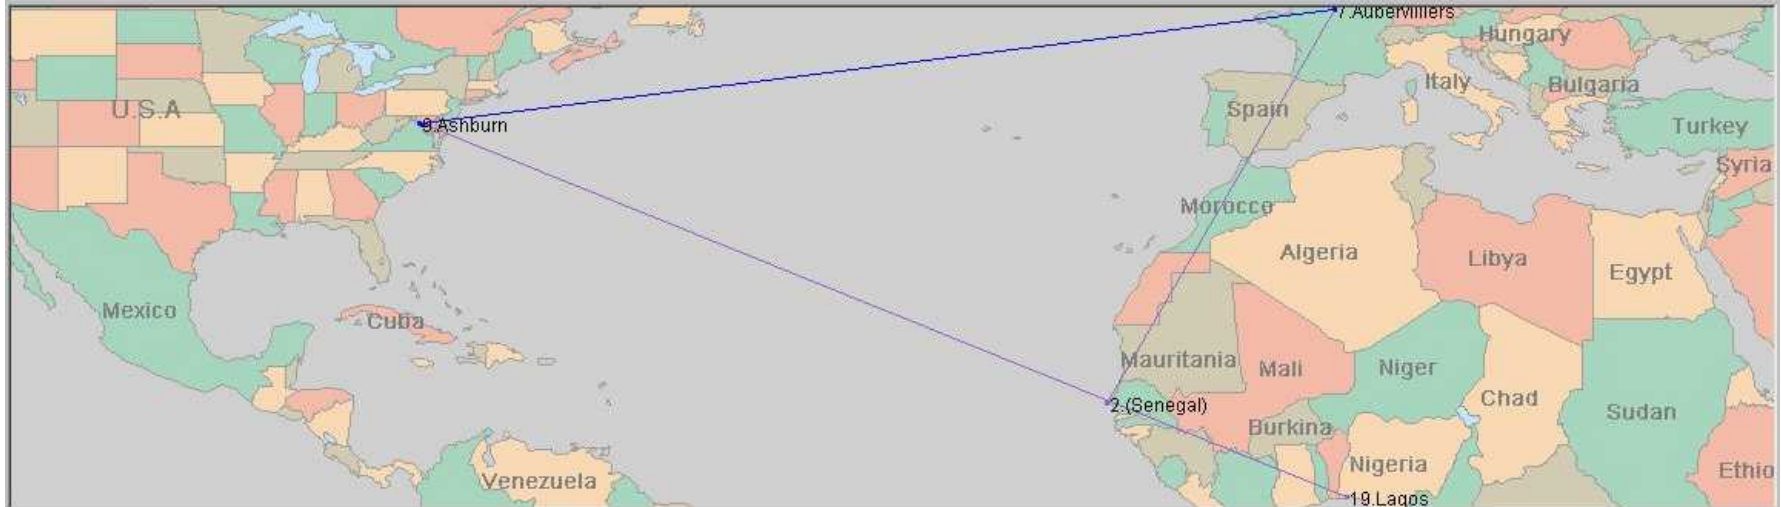 7.Aubervilliers
Hungary
Italy
Bulgaria
U.S.A
Spain
9.Ashburn
Turkey
Syria
Morocco
Algeria
Libya
Egypt
Mexico
Cuba
Mauritania
Mali
Niger
Chad
2.(Senegal)
Sudan
Burkina
Nigeria
Ethio
Venezuela
19.Lagos